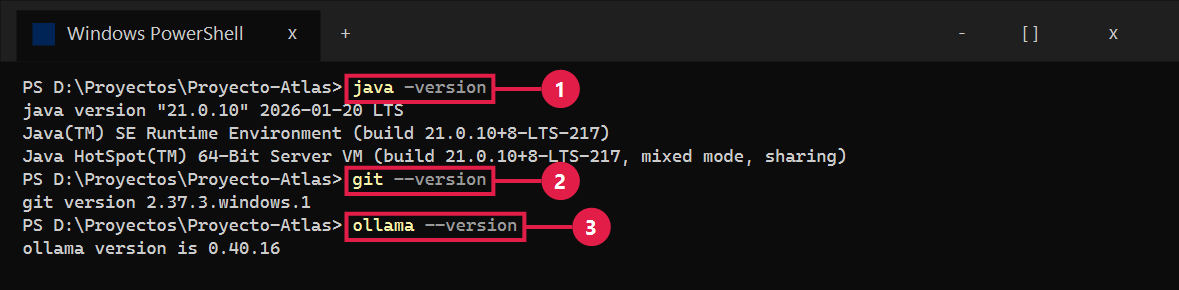 Windows PowerShell x + - [ ] x
PS D:\Proyectos\Proyecto-Atlas> java -version 1
java version "21.0.10" 2026-01-20 LTS
Java(TM) SE Runtime Environment (build 21.0.10+8-LTS-217)
Java HotSpot(TM) 64-Bit Server VM (build 21.0.10+8-LTS-217, mixed mode, sharing)
PS D:\Proyectos\Proyecto-Atlas> git --version 2
git version 2.37.3.windows.1
PS D:\Proyectos\Proyecto-Atlas> ollama --version 3
ollama version is 0.40.16